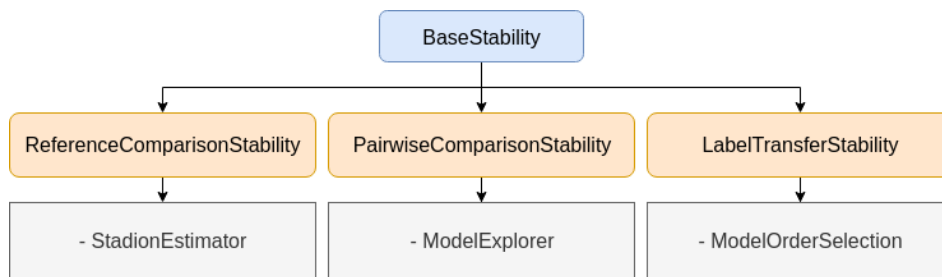 BaseStability
ReferenceComparisonStability
PairwiseComparisonStability
LabelTransferStability
- StadionEstimator
- ModelExplorer
- ModelOrderSelection